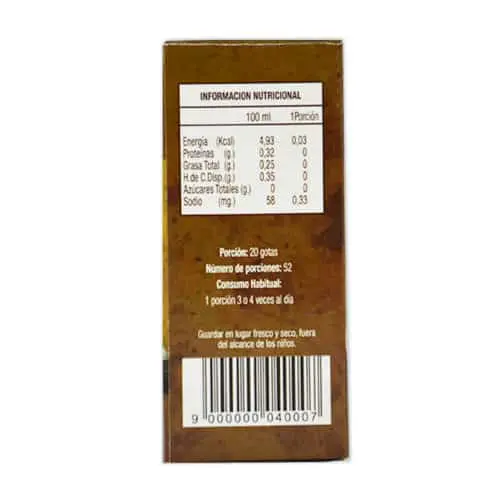 INFORMACION NUTRICIONAL
100 ml 1Porción
Energía (Kcal) 4,93 0,03
Proteinas (g.) 0,32 0
Grasa Total (g.) 0,25 0
H.de C.Disp.(g.) 0,35 0
Azúcares Totales (g.) 0 0
Sodio (mg.) 58 0,33
Porción: 20 gotas
Número de porciones: 52
Consumo Habitual:
1 porción 3 o 4 veces al día
Guardar en lugar fresco y seco, fuera
del alcance de los niños.
9 000000 040007